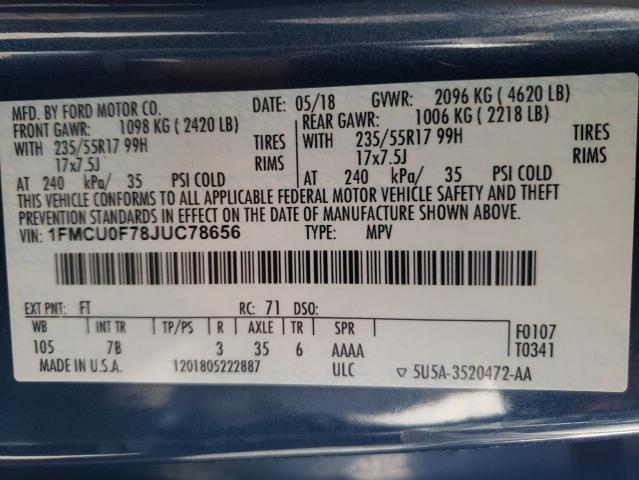 MFD. BY FORD MOTOR CO. DATE: 05/18 GVWR: 2096 KG ( 4620 LB)
FRONT GAWR: 1098 KG ( 2420 LB) REAR GAWR: 1006 KG ( 2218 LB)
WITH 235/55R17 99H TIRES WITH 235/55R17 99H TIRES
17x7.5J RIMS 17x7.5J RIMS
AT 240 kPa/ 35 PSI COLD AT 240 kPa/ 35 PSI COLD
THIS VEHICLE CONFORMS TO ALL APPLICABLE FEDERAL MOTOR VEHICLE SAFETY AND THEFT
PREVENTION STANDARDS IN EFFECT ON THE DATE OF MANUFACTURE SHOWN ABOVE.
VIN: 1FMCU0F78JUC78656 TYPE: MPV
EXT PNT: FT RC: 71 DSO:
WB INT TR TP/PS R AXLE TR SPR F0107
105 7B 3 35 6 AAAA T0341
MADE IN U.S.A. 1201805222887 ULC ▽ 5U5A-3520472-AA